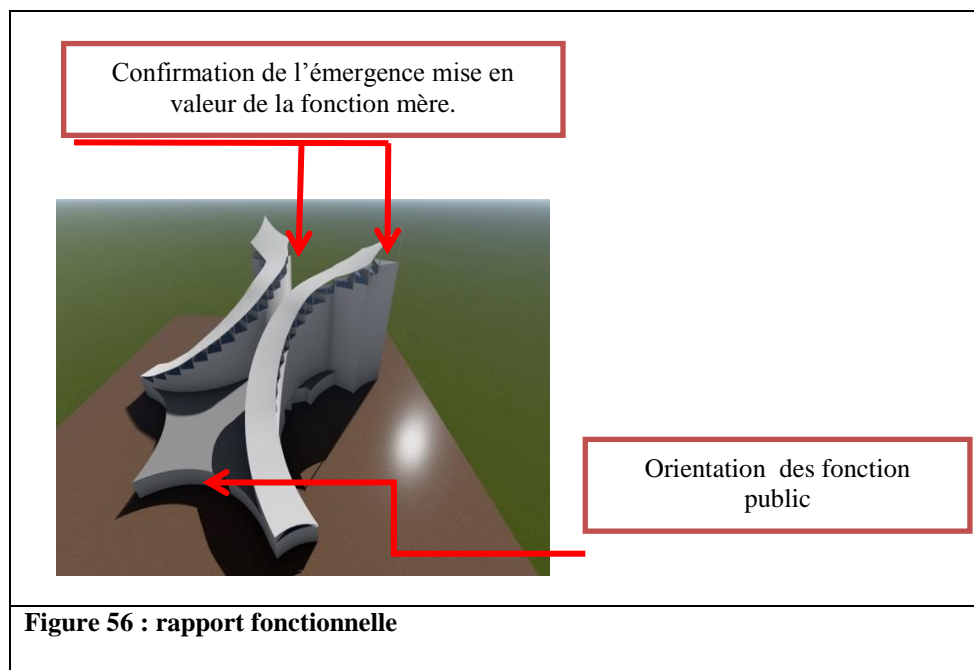 Confirmation de l’émergence mise en
valeur de la fonction mère.
Orientation des fonction
public
Figure 56 : rapport fonctionnelle